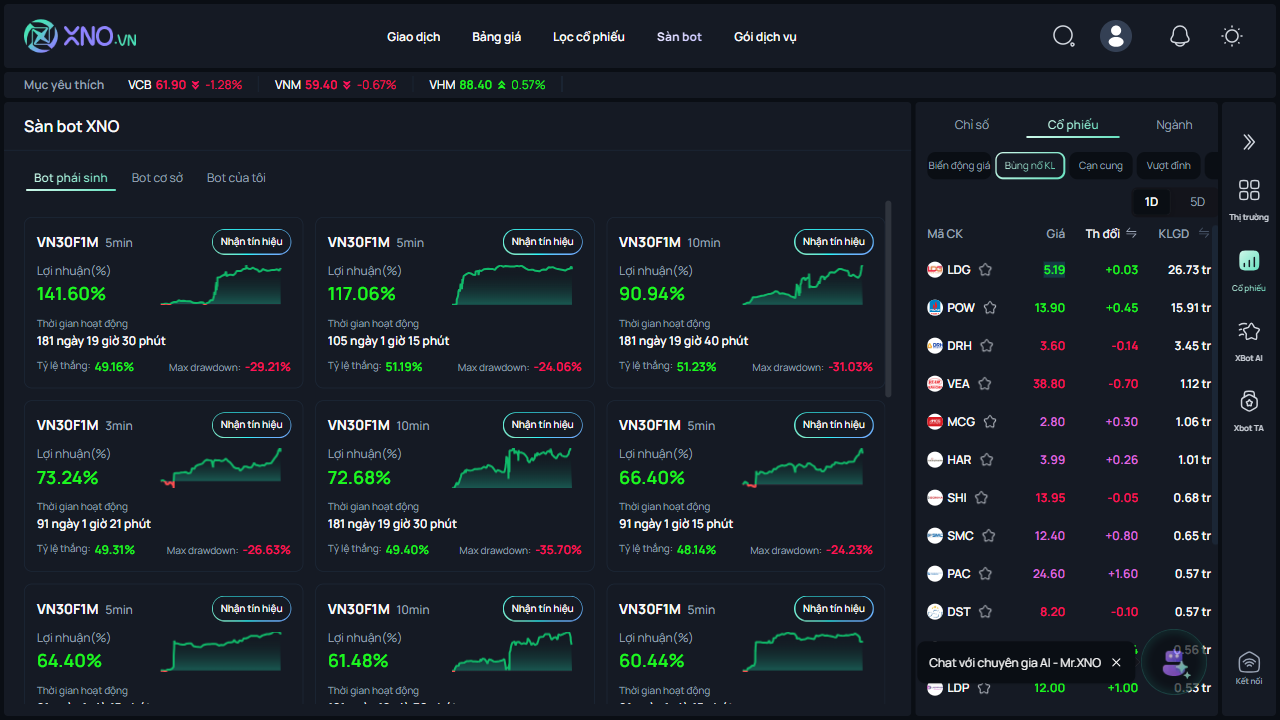 XNO.VN
Giao dịch Bảng giá Lọc cổ phiếu Sàn bot Gói dịch vụ
Mục yêu thích VCB 61.90 -1.28% VNM 59.40 -0.67% VHM 88.40 0.57%
Sàn bot XNO
Bot phái sinh Bot cơ sở Bot của tôi
VN30F1M 5min Nhận tín hiệu
Lợi nhuận(%)
141.60%
Thời gian hoạt động
181 ngày 19 giờ 30 phút
Tỷ lệ thắng: 49.16% Max drawdown: -29.21%
VN30F1M 5min Nhận tín hiệu
Lợi nhuận(%)
117.06%
Thời gian hoạt động
105 ngày 1 giờ 15 phút
Tỷ lệ thắng: 51.19% Max drawdown: -24.06%
VN30F1M 10min Nhận tín hiệu
Lợi nhuận(%)
90.94%
Thời gian hoạt động
181 ngày 19 giờ 40 phút
Tỷ lệ thắng: 51.23% Max drawdown: -31.03%
VN30F1M 3min Nhận tín hiệu
Lợi nhuận(%)
73.24%
Thời gian hoạt động
91 ngày 1 giờ 21 phút
Tỷ lệ thắng: 49.31% Max drawdown: -26.63%
VN30F1M 10min Nhận tín hiệu
Lợi nhuận(%)
72.68%
Thời gian hoạt động
181 ngày 19 giờ 30 phút
Tỷ lệ thắng: 49.40% Max drawdown: -35.70%
VN30F1M 5min Nhận tín hiệu
Lợi nhuận(%)
66.40%
Thời gian hoạt động
91 ngày 1 giờ 15 phút
Tỷ lệ thắng: 48.14% Max drawdown: -24.23%
VN30F1M 5min Nhận tín hiệu
Lợi nhuận(%)
64.40%
Thời gian hoạt động
VN30F1M 10min Nhận tín hiệu
Lợi nhuận(%)
61.48%
Thời gian hoạt động
VN30F1M 5min Nhận tín hiệu
Lợi nhuận(%)
60.44%
Thời gian hoạt động
Chỉ số Cổ phiếu Ngành
Biến động giá Bùng nổ KL Cạn cung Vượt đỉnh
1D 5D
Mã CK Giá Th đổi KLGD
LDG 5.19 +0.03 26.73 tr
POW 13.90 +0.45 15.91 tr
DRH 3.60 -0.14 3.45 tr
VEA 38.80 -0.70 1.12 tr
MCG 2.80 +0.30 1.06 tr
HAR 3.99 +0.26 1.01 tr
SHI 13.95 -0.05 0.68 tr
SMC 12.40 +0.80 0.65 tr
PAC 24.60 +1.60 0.57 tr
DST 8.20 -0.10 0.57 tr
0.56 tr
Chat với chuyên gia AI - Mr.XNO
LDP 12.00 +1.00 0.53 tr
Thị trường
Cổ phiếu
XBot AI
Xbot TA
Kết nối